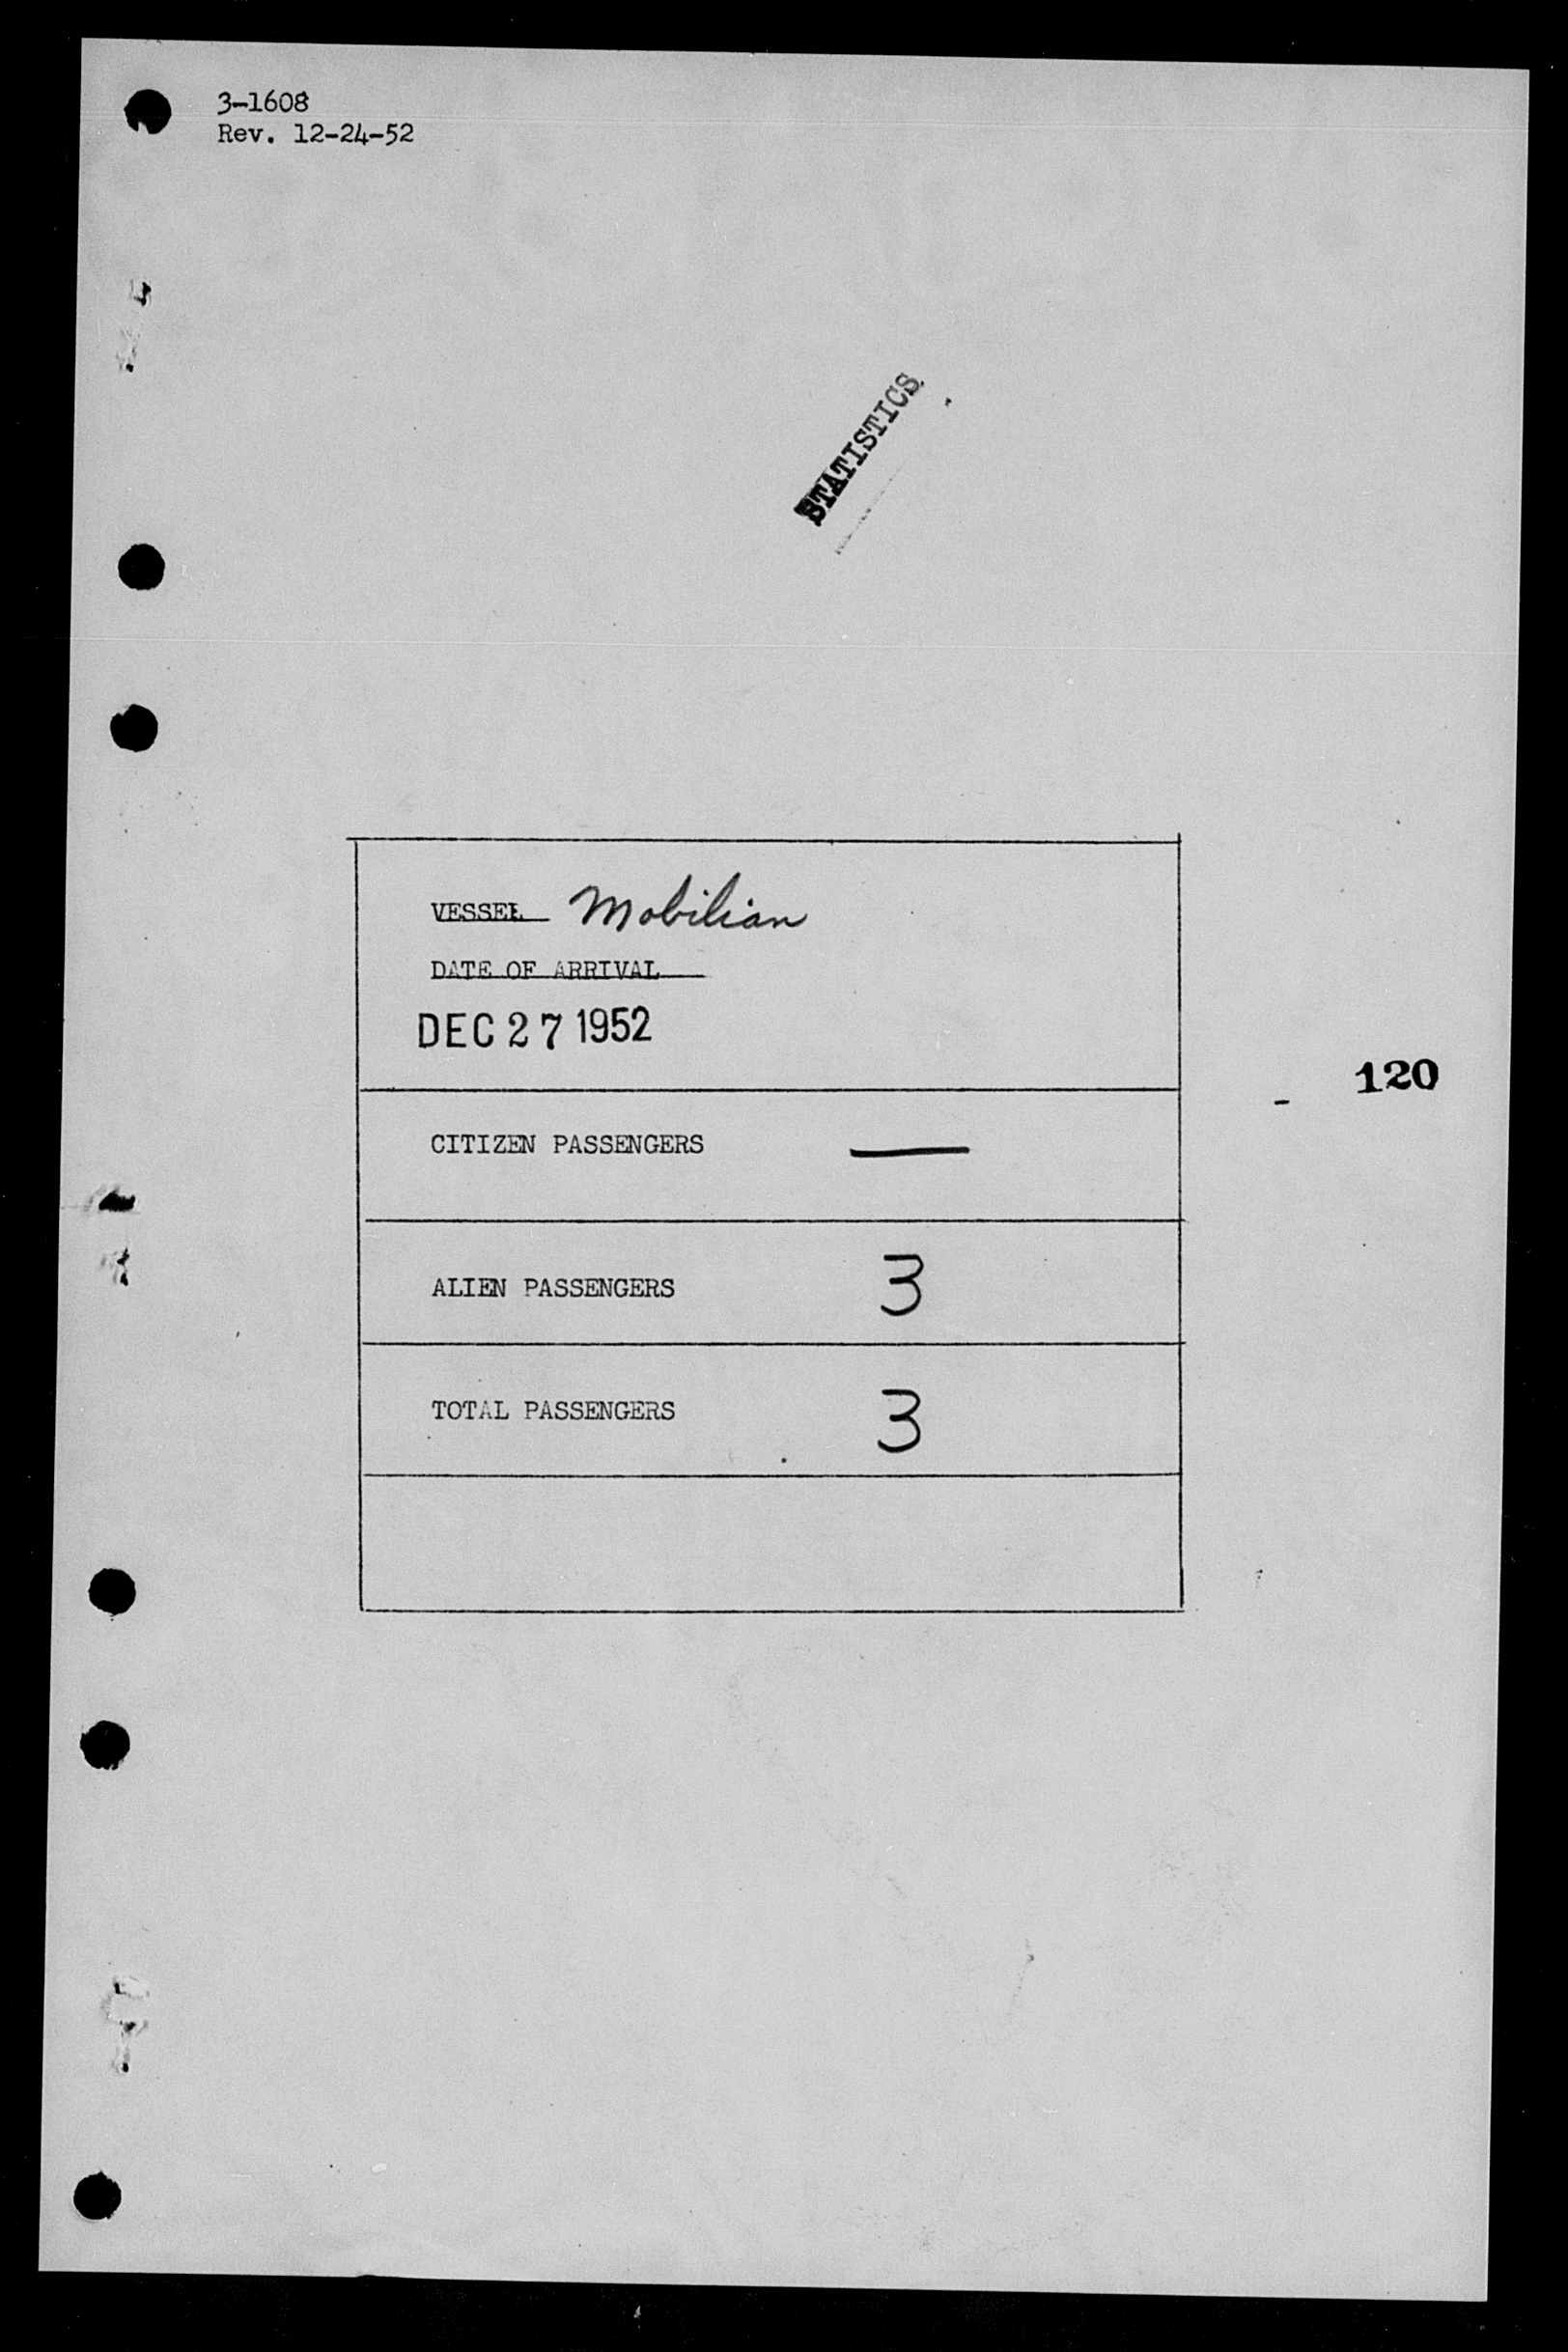 3-1608
Rev. 12-24-52
STATISTICS
VESSEL Mobilian
DATE OF ARRIVAL
DEC 27 1952
120
CITIZEN PASSENGERS —
ALIEN PASSENGERS 3
TOTAL PASSENGERS 3